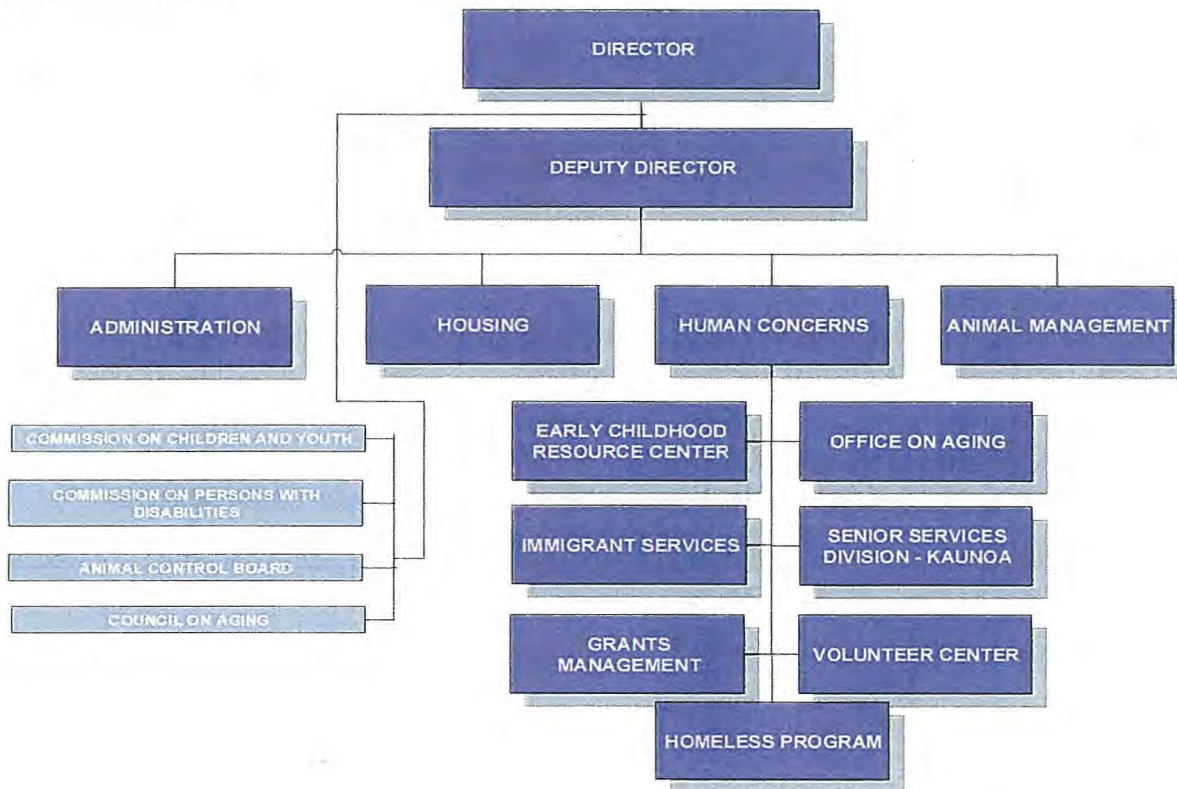 DIRECTOR
DEPUTY DIRECTOR
ADMINISTRATION
HOUSING
HUMAN CONCERNS
ANIMAL MANAGEMENT
COMMISSION ON CHILDREN AND YOUTH
COMMISSION ON PERSONS WITH
DISABILITIES
ANIMAL CONTROL BOARD
COUNCIL ON AGING
EARLY CHILDHOOD
RESOURCE CENTER
OFFICE ON AGING
IMMIGRANT SERVICES
SENIOR SERVICES
DIVISION - KAUNOA
GRANTS
MANAGEMENT
VOLUNTEER CENTER
HOMELESS PROGRAM